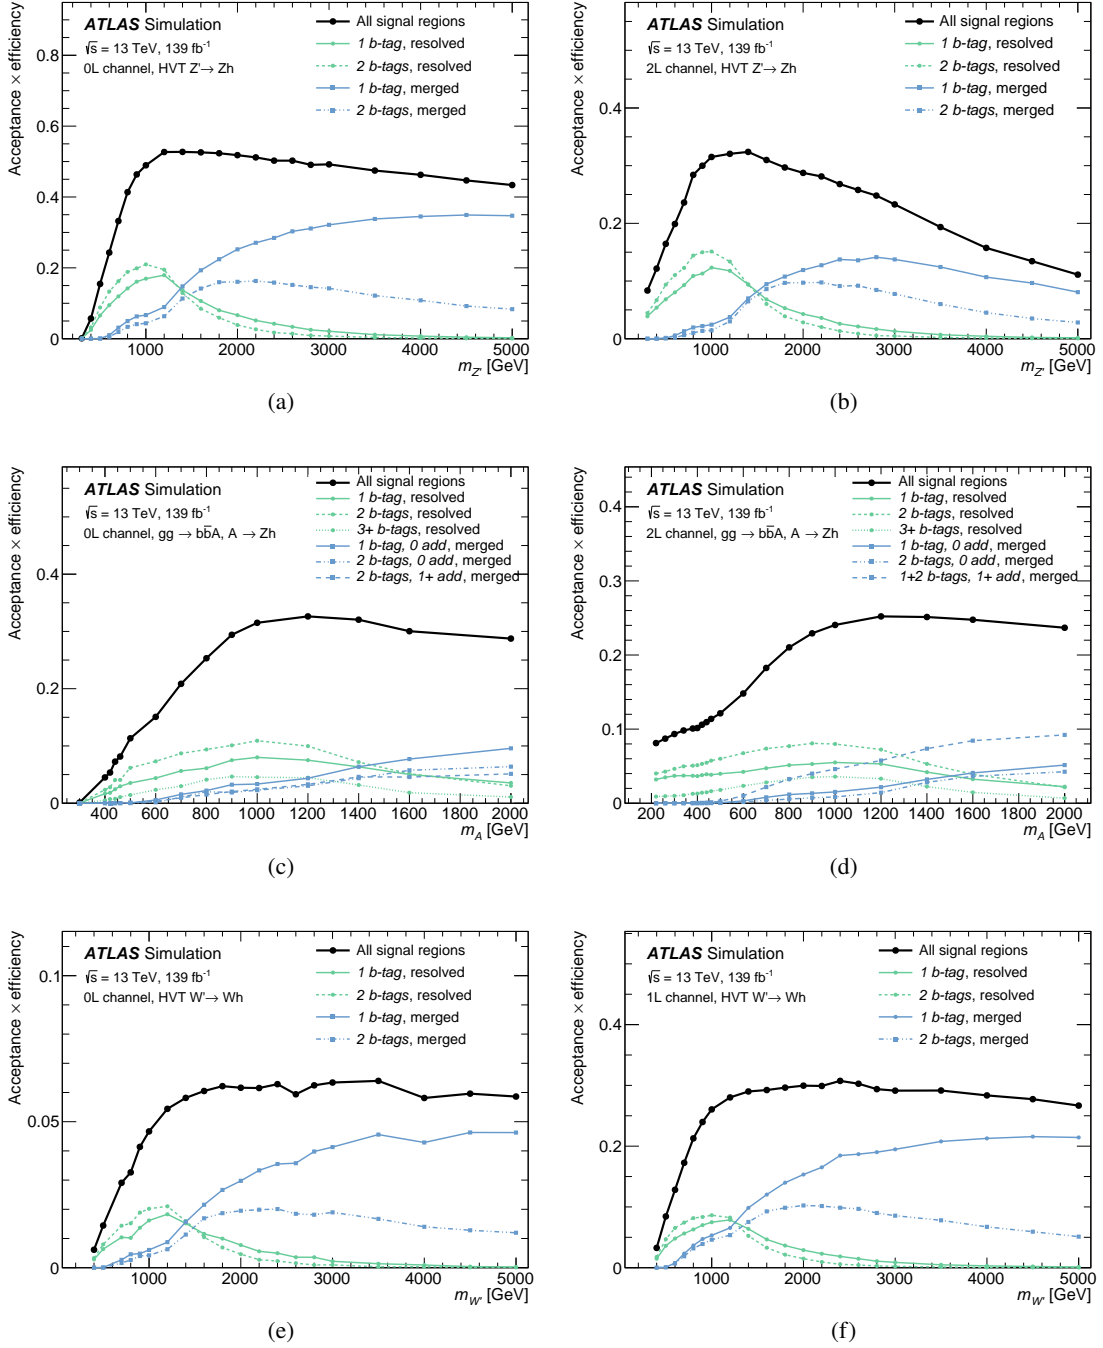 Acceptance × efficiency
ATLAS Simulation
√s = 13 TeV, 139 fb⁻¹
0L channel, HVT Z'→ Zh
All signal regions
1 b-tag, resolved
2 b-tags, resolved
1 b-tag, merged
2 b-tags, merged
0.8
0.6
0.4
0.2
0
1000 2000 3000 4000 5000
m_Z' [GeV]
(a)
Acceptance × efficiency
ATLAS Simulation
√s = 13 TeV, 139 fb⁻¹
2L channel, HVT Z'→ Zh
All signal regions
1 b-tag, resolved
2 b-tags, resolved
1 b-tag, merged
2 b-tags, merged
0.4
0.2
0
1000 2000 3000 4000 5000
m_Z' [GeV]
(b)
Acceptance × efficiency
ATLAS Simulation
√s = 13 TeV, 139 fb⁻¹
0L channel, gg → bb̅A, A → Zh
All signal regions
1 b-tag, resolved
2 b-tags, resolved
3+ b-tags, resolved
1 b-tag, 0 add, merged
2 b-tags, 0 add, merged
2 b-tags, 1+ add, merged
0.4
0.2
0
400 600 800 1000 1200 1400 1600 1800 2000
m_A [GeV]
(c)
Acceptance × efficiency
ATLAS Simulation
√s = 13 TeV, 139 fb⁻¹
2L channel, gg → bb̅A, A → Zh
All signal regions
1 b-tag, resolved
2 b-tags, resolved
3+ b-tags, resolved
1 b-tag, 0 add, merged
2 b-tags, 0 add, merged
1+2 b-tags, 1+ add, merged
0.4
0.3
0.2
0.1
0
200 400 600 800 1000 1200 1400 1600 1800 2000
m_A [GeV]
(d)
Acceptance × efficiency
ATLAS Simulation
√s = 13 TeV, 139 fb⁻¹
0L channel, HVT W'→ Wh
All signal regions
1 b-tag, resolved
2 b-tags, resolved
1 b-tag, merged
2 b-tags, merged
0.1
0.05
0
1000 2000 3000 4000 5000
m_W' [GeV]
(e)
Acceptance × efficiency
ATLAS Simulation
√s = 13 TeV, 139 fb⁻¹
1L channel, HVT W'→ Wh
All signal regions
1 b-tag, resolved
2 b-tags, resolved
1 b-tag, merged
2 b-tags, merged
0.4
0.2
0
1000 2000 3000 4000 5000
m_W' [GeV]
(f)